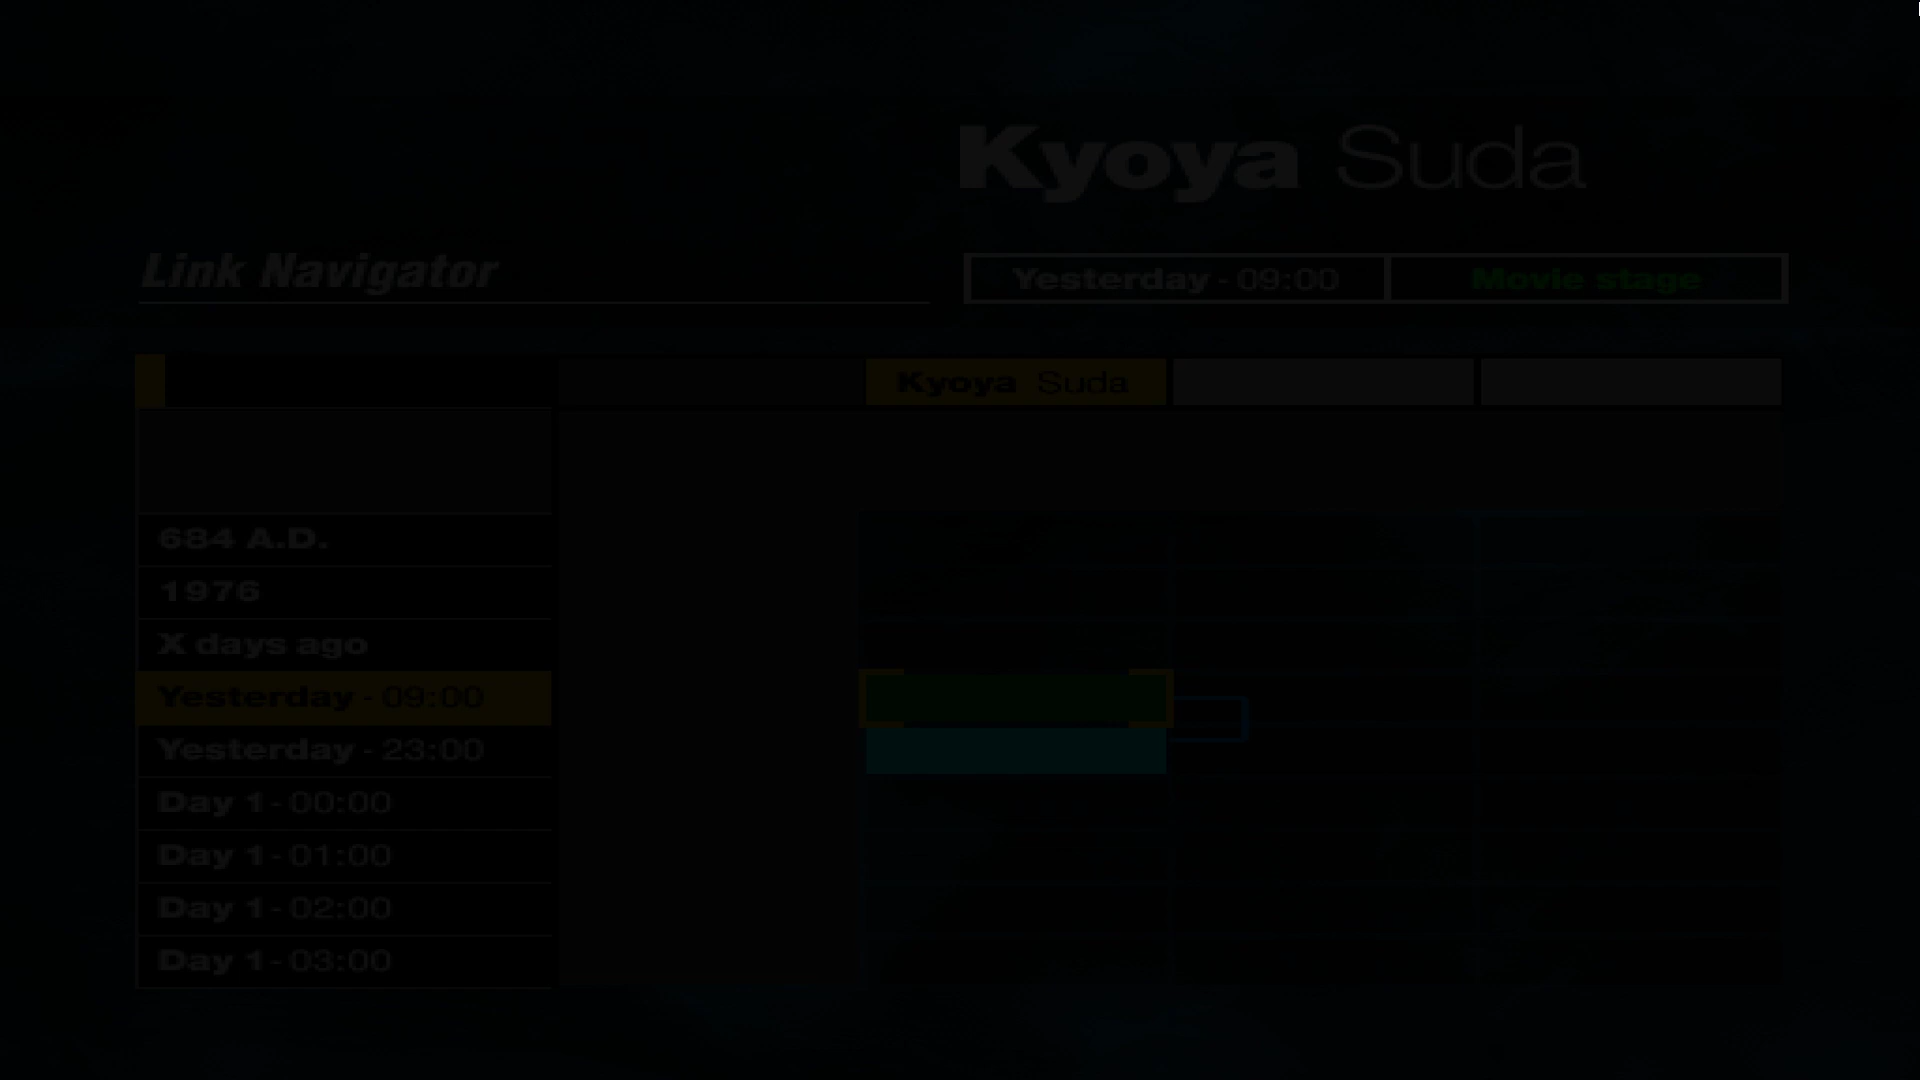 Kyoya Suda
Link Navigator
Yesterday - 09:00
Movie stage
Kyoya Suda
684 A.D.
1976
X days ago
Yesterday - 09:00
Yesterday - 23:00
Day 1 - 00:00
Day 1 - 01:00
Day 1 - 02:00
Day 1 - 03:00